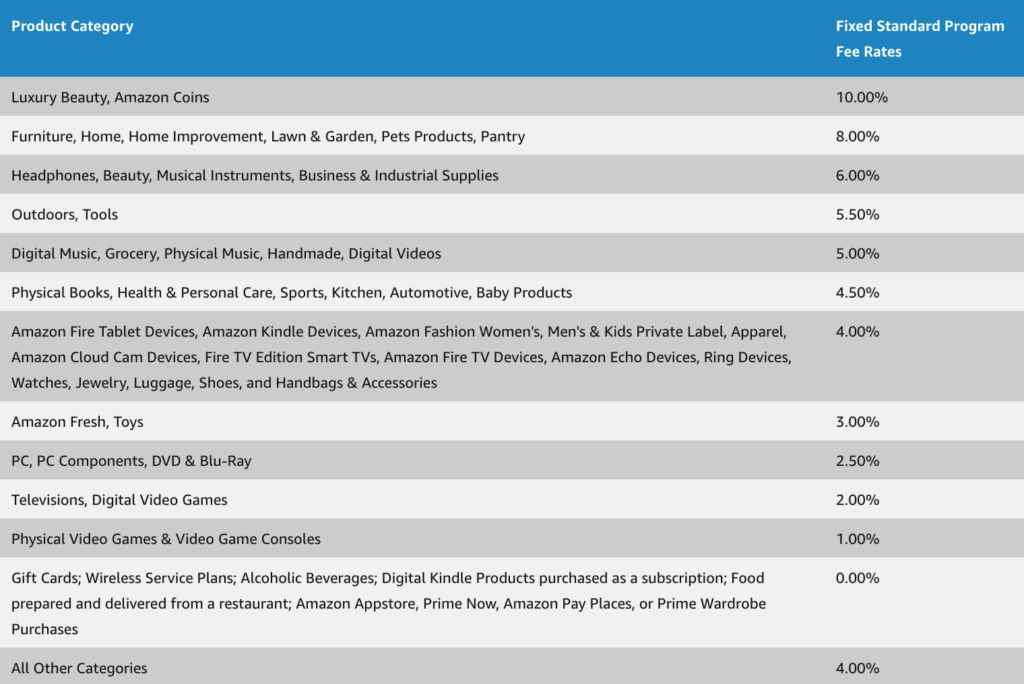 Product Category
Fixed Standard Program
Fee Rates
Luxury Beauty, Amazon Coins
10.00%
Furniture, Home, Home Improvement, Lawn & Garden, Pets Products, Pantry
8.00%
Headphones, Beauty, Musical Instruments, Business & Industrial Supplies
6.00%
Outdoors, Tools
5.50%
Digital Music, Grocery, Physical Music, Handmade, Digital Videos
5.00%
Physical Books, Health & Personal Care, Sports, Kitchen, Automotive, Baby Products
4.50%
Amazon Fire Tablet Devices, Amazon Kindle Devices, Amazon Fashion Women's, Men's & Kids Private Label, Apparel,
Amazon Cloud Cam Devices, Fire TV Edition Smart TVs, Amazon Fire TV Devices, Amazon Echo Devices, Ring Devices,
Watches, Jewelry, Luggage, Shoes, and Handbags & Accessories
4.00%
Amazon Fresh, Toys
3.00%
PC, PC Components, DVD & Blu-Ray
2.50%
Televisions, Digital Video Games
2.00%
Physical Video Games & Video Game Consoles
1.00%
Gift Cards; Wireless Service Plans; Alcoholic Beverages; Digital Kindle Products purchased as a subscription; Food
prepared and delivered from a restaurant; Amazon Appstore, Prime Now, Amazon Pay Places, or Prime Wardrobe
Purchases
0.00%
All Other Categories
4.00%